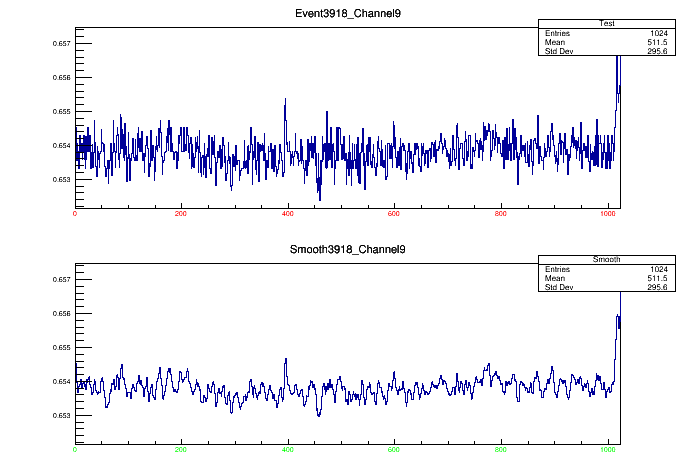 Event3918_Channel9
Test
Entries 1024
Mean 511.5
Std Dev 295.6
0.657
0.656
0.655
0.654
0.653
0 200 400 600 800 1000
Smooth3918_Channel9
Smooth
Entries 1024
Mean 511.5
Std Dev 295.6
0.657
0.656
0.655
0.654
0.653
0 200 400 600 800 1000